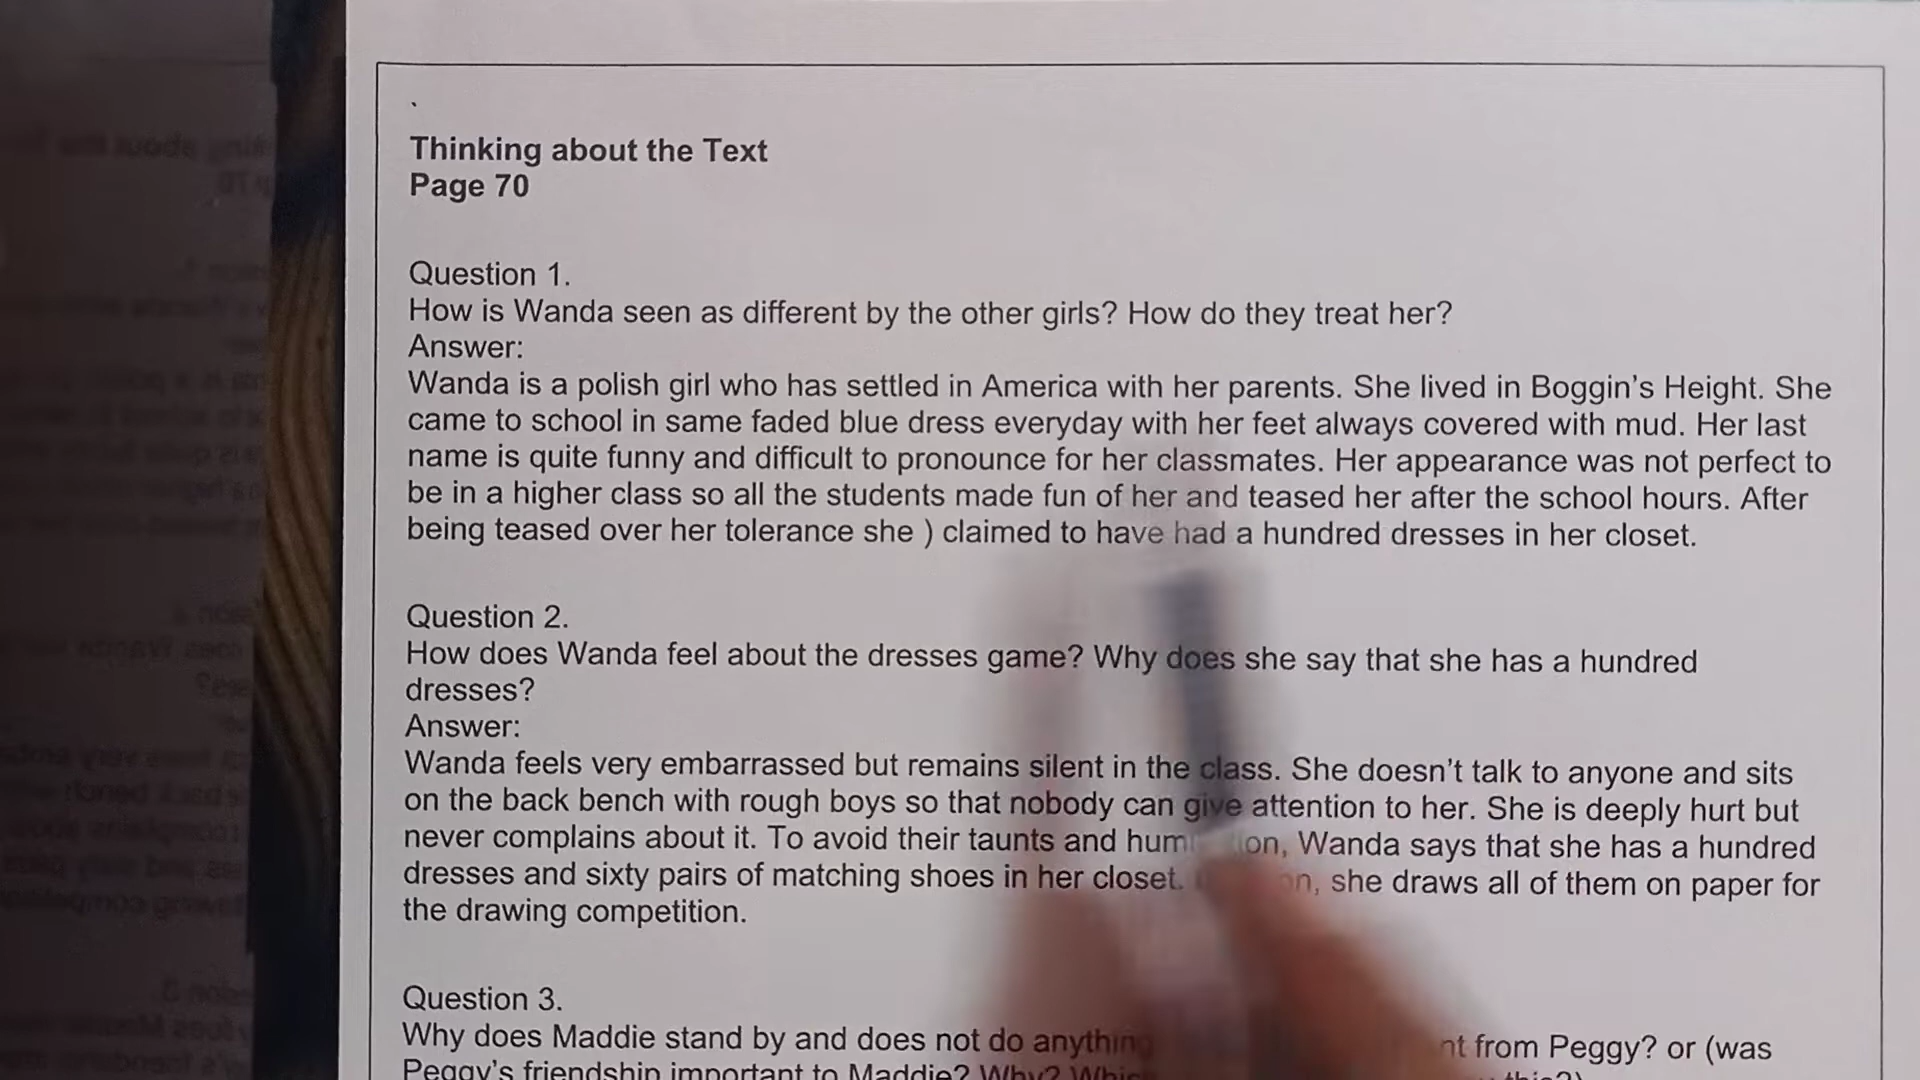 Thinking about the Text
Page 70
Question 1.
How is Wanda seen as different by the other girls? How do they treat her?
Answer:
Wanda is a polish girl who has settled in America with her parents. She lived in Boggin's Height. She
came to school in same faded blue dress everyday with her feet always covered with mud. Her last
name is quite funny and difficult to pronounce for her classmates. Her appearance was not perfect to
be in a higher class so all the students made fun of her and teased her after the school hours. After
being teased over her tolerance she ) claimed to have had a hundred dresses in her closet.
Question 2.
How does Wanda feel about the dresses game? Why does she say that she has a hundred
dresses?
Answer:
Wanda feels very embarrassed but remains silent in the class. She doesn't talk to anyone and sits
on the back bench with rough boys so that nobody can give attention to her. She is deeply hurt but
never complains about it. To avoid their taunts and Wanda says that she has a hundred
dresses and sixty pairs of matching shoes in her closet. she draws all of them on paper for
the drawing competition.
Question 3.
Why does Maddie stand by and does not do anything from Peggy? or (was
Peggy's friendship important to Maddie? Why?